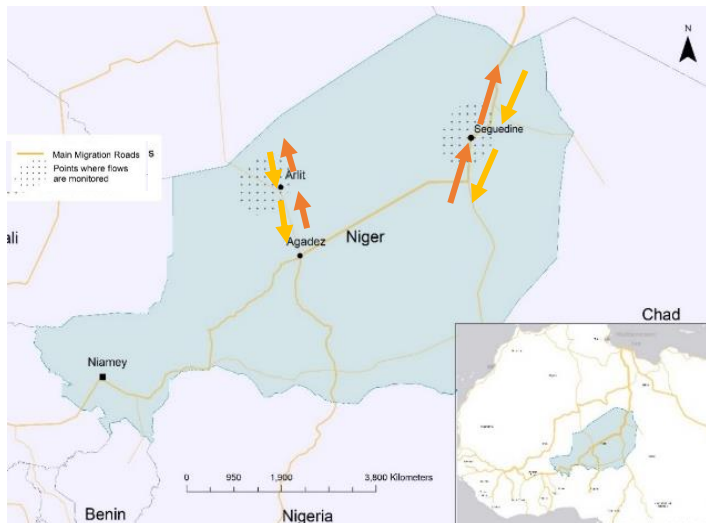 N
Seguedine
Main Migration Roads s
Points where flows
are monitored
Arlit
ali
Agadez
Niger
Chad
Niamey
0 950 1,900 3,800 Kilometers
Benin
Nigeria